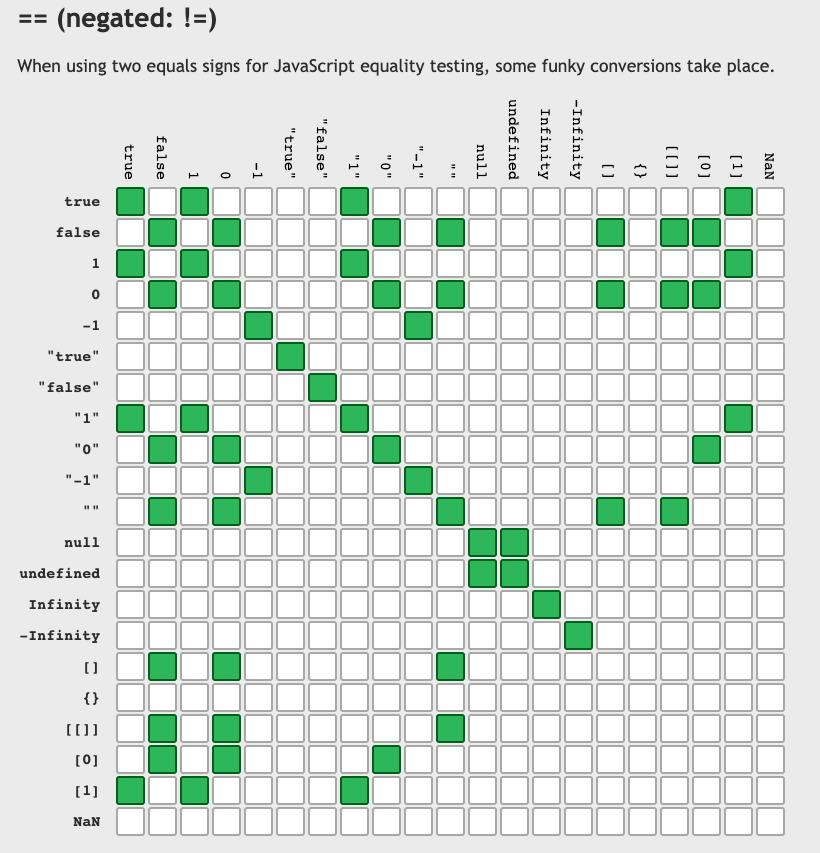 == (negated: !=)
When using two equals signs for JavaScript equality testing, some funky conversions take place.
true false 1 0 -1 "true" "false" "1" "0" "-1" "" null undefined Infinity -Infinity [] {} [[]] [0] [1] NaN
true
false
1
0
-1
"true"
"false"
"1"
"0"
"-1"
""
null
undefined
Infinity
-Infinity
[]
{}
[[]]
[0]
[1]
NaN